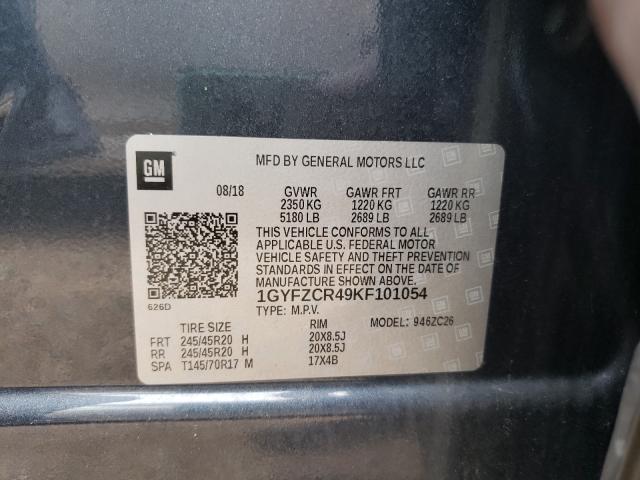 GM
MFD BY GENERAL MOTORS LLC
08/18 GVWR GAWR FRT GAWR RR
2350 KG 1220 KG 1220 KG
5180 LB 2689 LB 2689 LB
THIS VEHICLE CONFORMS TO ALL
APPLICABLE U.S. FEDERAL MOTOR
VEHICLE SAFETY AND THEFT PREVENTION
STANDARDS IN EFFECT ON THE DATE OF
MANUFACTURE SHOWN ABOVE.
626D
1GYFZCR49KF101054
TYPE: M.P.V.
MODEL: 946ZC26
TIRE SIZE RIM
FRT 245/45R20 H 20X8.5J
RR 245/45R20 H 20X8.5J
SPA T145/70R17 M 17X4B